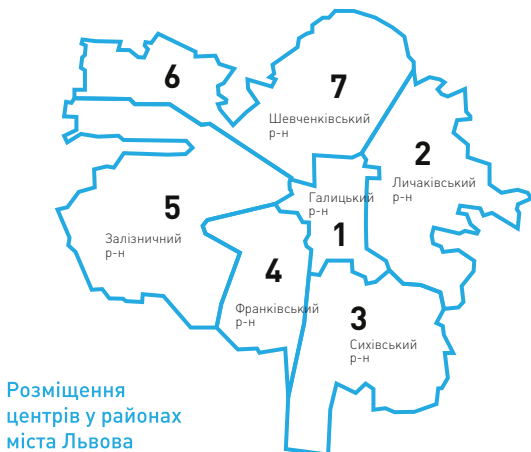 6
7
Шевченківський
р-н
2
Личаківський
р-н
Галицький
р-н
1
5
Залізничний
р-н
4
Франківський
р-н
3
Сихівський
р-н
Розміщення
центрів у районах
міста Львова